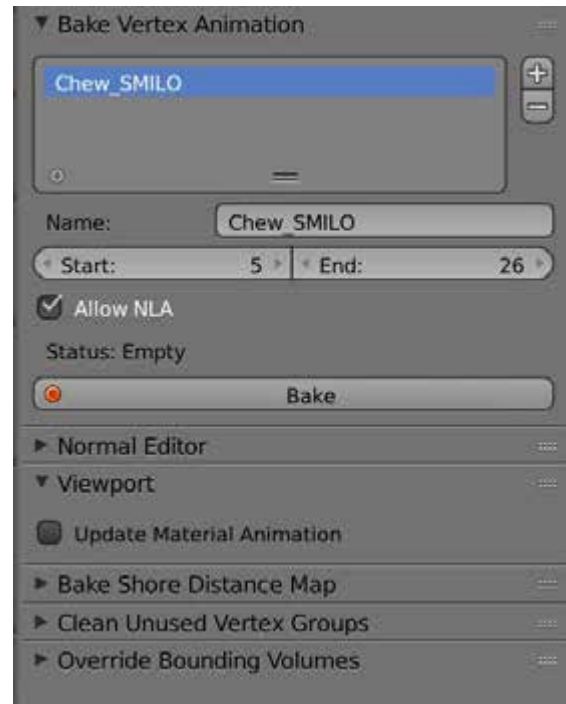 Bake Vertex Animation
Chew_SMILO
Name: Chew_SMILO
Start: 5 End: 26
Allow NLA
Status: Empty
Bake
Normal Editor
Viewport
Update Material Animation
Bake Shore Distance Map
Clean Unused Vertex Groups
Override Bounding Volumes